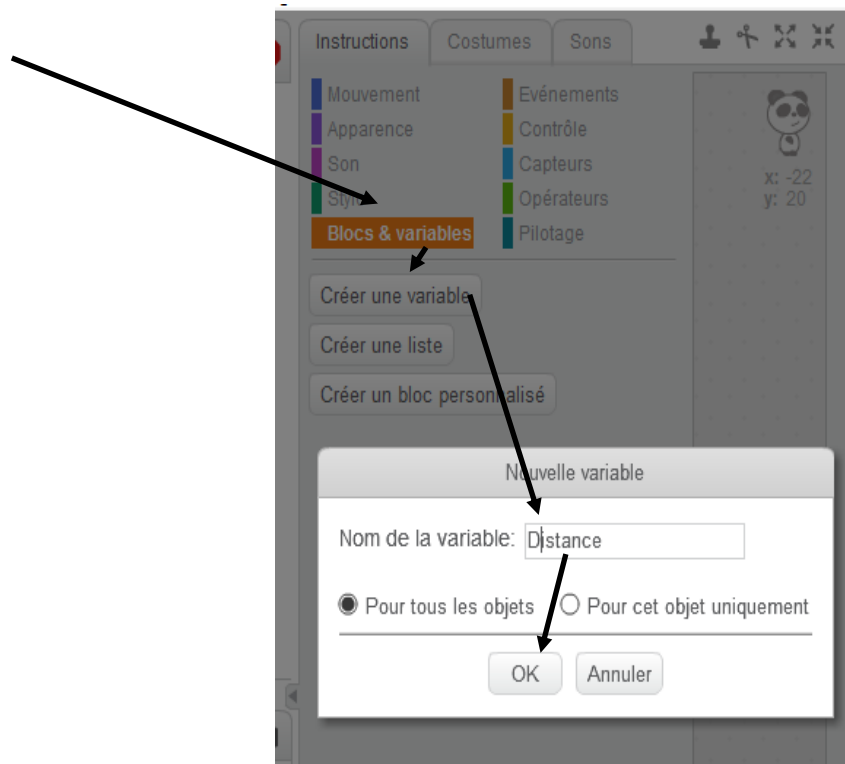 Instructions Costumes Sons
Mouvement Evénements
Apparence Contrôle
Son Capteurs
Stylo Opérateurs
Blocs & variables Pilotage
x: -22
y: 20
Créer une variable
Créer une liste
Créer un bloc personnalisé
Nouvelle variable
Nom de la variable: Distance
Pour tous les objets Pour cet objet uniquement
OK Annuler